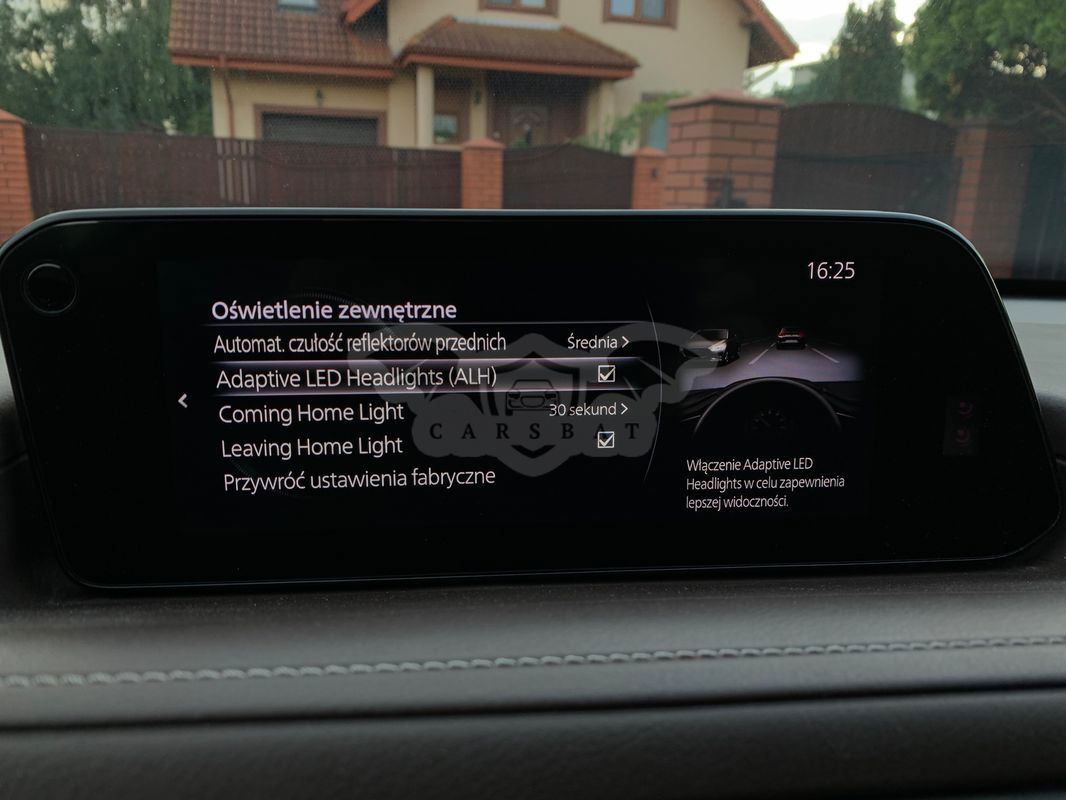 16:25
Oświetlenie zewnętrzne
Automat. czułość reflektorów przednich Średnia
Adaptive LED Headlights (ALH)
Coming Home Light 30 sekund
CARSBAT
Leaving Home Light
Przywróć ustawienia fabryczne
Włączenie Adaptive LED
Headlights w celu zapewnienia
lepszej widoczności.